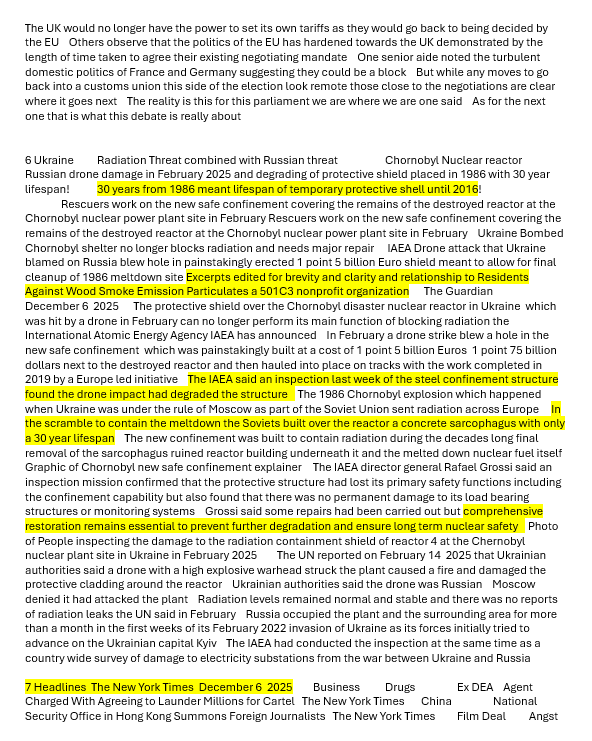 The UK would no longer have the power to set its own tariffs as they would go back to being decided by
the EU Others observe that the politics of the EU has hardened towards the UK demonstrated by the
length of time taken to agree their existing negotiating mandate One senior aide noted the turbulent
domestic politics of France and Germany suggesting they could be a block But while any moves to go
back into a customs union this side of the election look remote those close to the negotiations are clear
where it goes next The reality is this for this parliament we are where we are one said As for the next
one that is what this debate is really about
6 Ukraine Radiation Threat combined with Russian threat Chornobyl Nuclear reactor
Russian drone damage in February 2025 and degrading of protective shield placed in 1986 with 30 year
lifespan! 30 years from 1986 meant lifespan of temporary protective shell until 2016!
Rescuers work on the new safe confinement covering the remains of the destroyed reactor at the
Chornobyl nuclear power plant site in February Rescuers work on the new safe confinement covering the
remains of the destroyed reactor at the Chornobyl nuclear power plant site in February Ukraine Bombed
Chornobyl shelter no longer blocks radiation and needs major repair IAEA Drone attack that Ukraine
blamed on Russia blew hole in painstakingly erected 1 point 5 billion Euro shield meant to allow for final
cleanup of 1986 meltdown site Excerpts edited for brevity and clarity and relationship to Residents
Against Wood Smoke Emission Particulates a 501C3 nonprofit organization The Guardian
December 6 2025 The protective shield over the Chornobyl disaster nuclear reactor in Ukraine which
was hit by a drone in February can no longer perform its main function of blocking radiation the
International Atomic Energy Agency IAEA has announced In February a drone strike blew a hole in the
new safe confinement which was painstakingly built at a cost of 1 point 5 billion Euros 1 point 75 billion
dollars next to the destroyed reactor and then hauled into place on tracks with the work completed in
2019 by a Europe led initiative The IAEA said an inspection last week of the steel confinement structure
found the drone impact had degraded the structure The 1986 Chornobyl explosion which happened
when Ukraine was under the rule of Moscow as part of the Soviet Union sent radiation across Europe In
the scramble to contain the meltdown the Soviets built over the reactor a concrete sarcophagus with only
a 30 year lifespan The new confinement was built to contain radiation during the decades long final
removal of the sarcophagus ruined reactor building underneath it and the melted down nuclear fuel itself
Graphic of Chornobyl new safe confinement explainer The IAEA director general Rafael Grossi said an
inspection mission confirmed that the protective structure had lost its primary safety functions including
the confinement capability but also found that there was no permanent damage to its load bearing
structures or monitoring systems Grossi said some repairs had been carried out but comprehensive
restoration remains essential to prevent further degradation and ensure long term nuclear safety Photo
of People inspecting the damage to the radiation containment shield of reactor 4 at the Chornobyl
nuclear plant site in Ukraine in February 2025 The UN reported on February 14 2025 that Ukrainian
authorities said a drone with a high explosive warhead struck the plant caused a fire and damaged the
protective cladding around the reactor Ukrainian authorities said the drone was Russian Moscow
denied it had attacked the plant Radiation levels remained normal and stable and there was no reports
of radiation leaks the UN said in February Russia occupied the plant and the surrounding area for more
than a month in the first weeks of its February 2022 invasion of Ukraine as its forces initially tried to
advance on the Ukrainian capital Kyiv The IAEA had conducted the inspection at the same time as a
country wide survey of damage to electricity substations from the war between Ukraine and Russia
7 Headlines The New York Times December 6 2025 Business Drugs Ex DEA Agent
Charged With Agreeing to Launder Millions for Cartel The New York Times China National
Security Office in Hong Kong Summons Foreign Journalists The New York Times Film Deal Angst